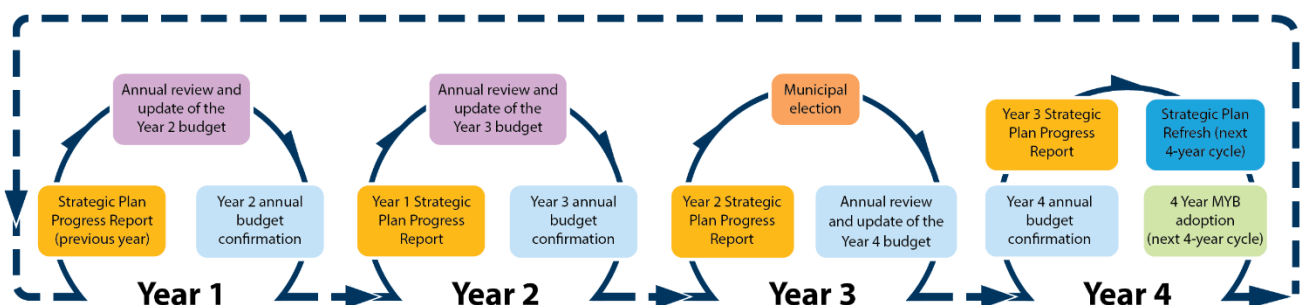 Annual review and
update of the
Year 2 budget
Strategic Plan
Progress Report
(previous year)
Year 2 annual
budget
confirmation
Year 1
Annual review and
update of the
Year 3 budget
Year 1 Strategic
Plan Progress
Report
Year 3 annual
budget
confirmation
Year 2
Municipal
election
Year 2 Strategic
Plan Progress
Report
Annual review
and update of the
Year 4 budget
Year 3
Year 3 Strategic
Plan Progress
Report
Strategic Plan
Refresh (next
4-year cycle)
Year 4 annual
budget
confirmation
4 Year MYB
adoption
(next 4-year cycle)
Year 4